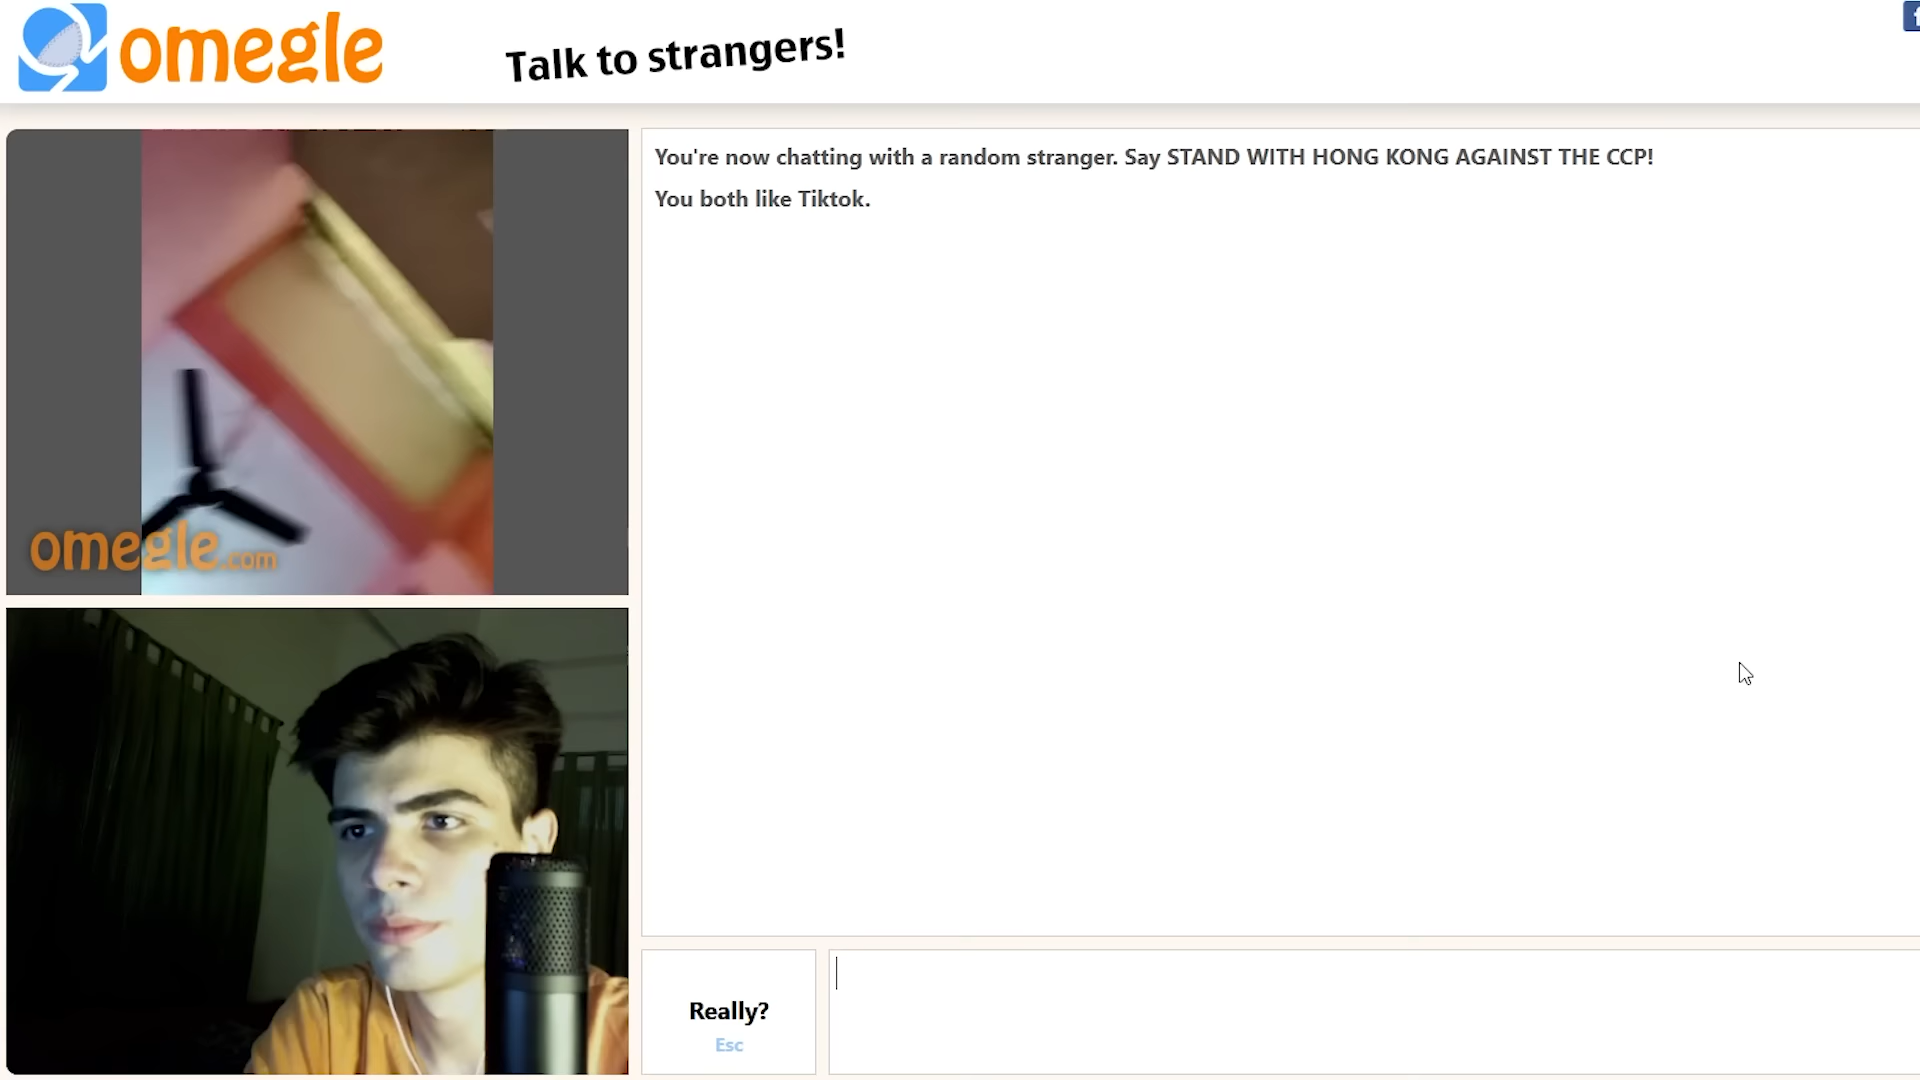 omegle
Talk to strangers!
You're now chatting with a random stranger. Say STAND WITH HONG KONG AGAINST THE CCP!
You both like Tiktok.
omegle.com
Really?
Esc